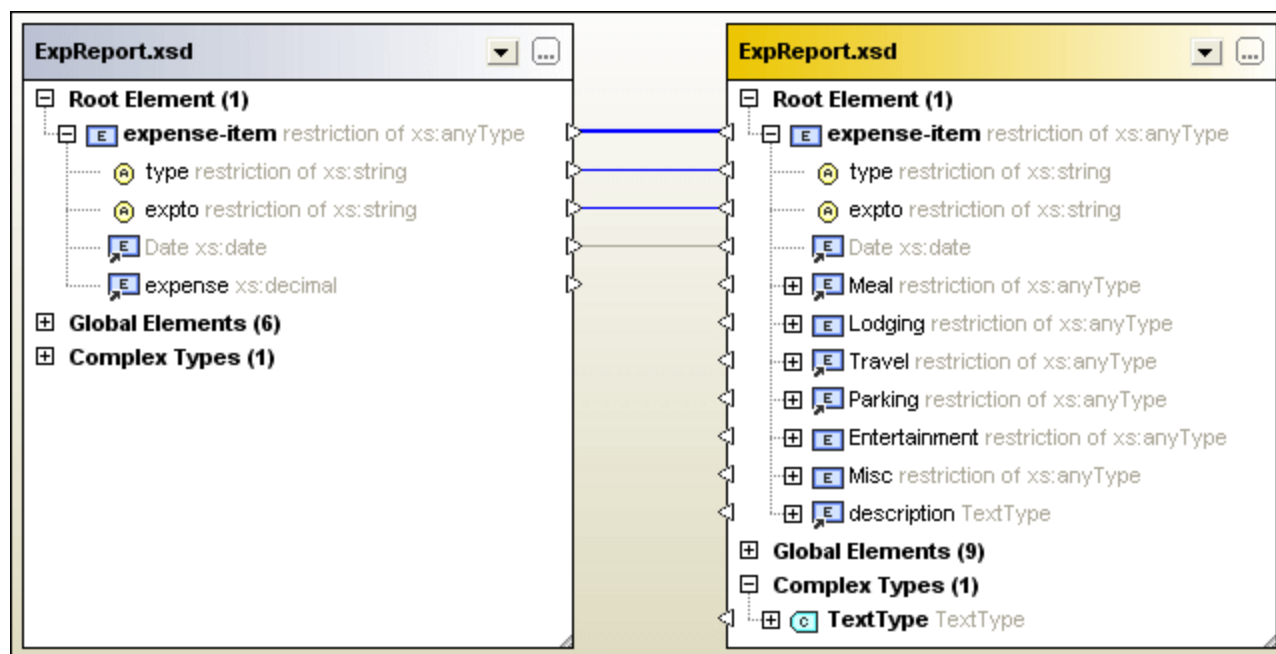 ExpReport.xsd
...
Root Element (1)
E expense-item restriction of xs:anyType
A type restriction of xs:string
A expto restriction of xs:string
E Date xs:date
E expense xs:decimal
Global Elements (6)
Complex Types (1)
ExpReport.xsd
...
Root Element (1)
E expense-item restriction of xs:anyType
A type restriction of xs:string
A expto restriction of xs:string
E Date xs:date
E Meal restriction of xs:anyType
E Lodging restriction of xs:anyType
E Travel restriction of xs:anyType
E Parking restriction of xs:anyType
E Entertainment restriction of xs:anyType
E Misc restriction of xs:anyType
E description TextType
Global Elements (9)
Complex Types (1)
C TextType TextType